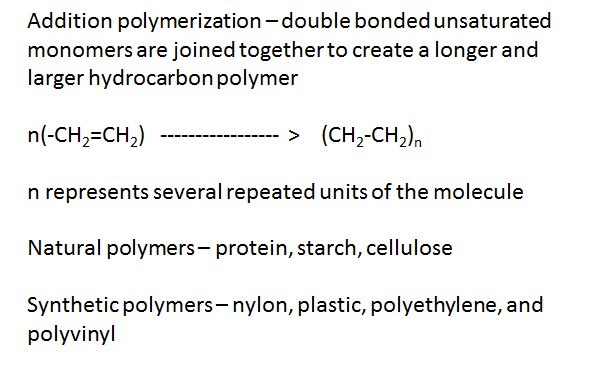 Addition polymerization – double bonded unsaturated
monomers are joined together to create a longer and
larger hydrocarbon polymer
n(-CH₂=CH₂) ------------------ > (CH₂-CH₂)ₙ
n represents several repeated units of the molecule
Natural polymers – protein, starch, cellulose
Synthetic polymers – nylon, plastic, polyethylene, and
polyvinyl